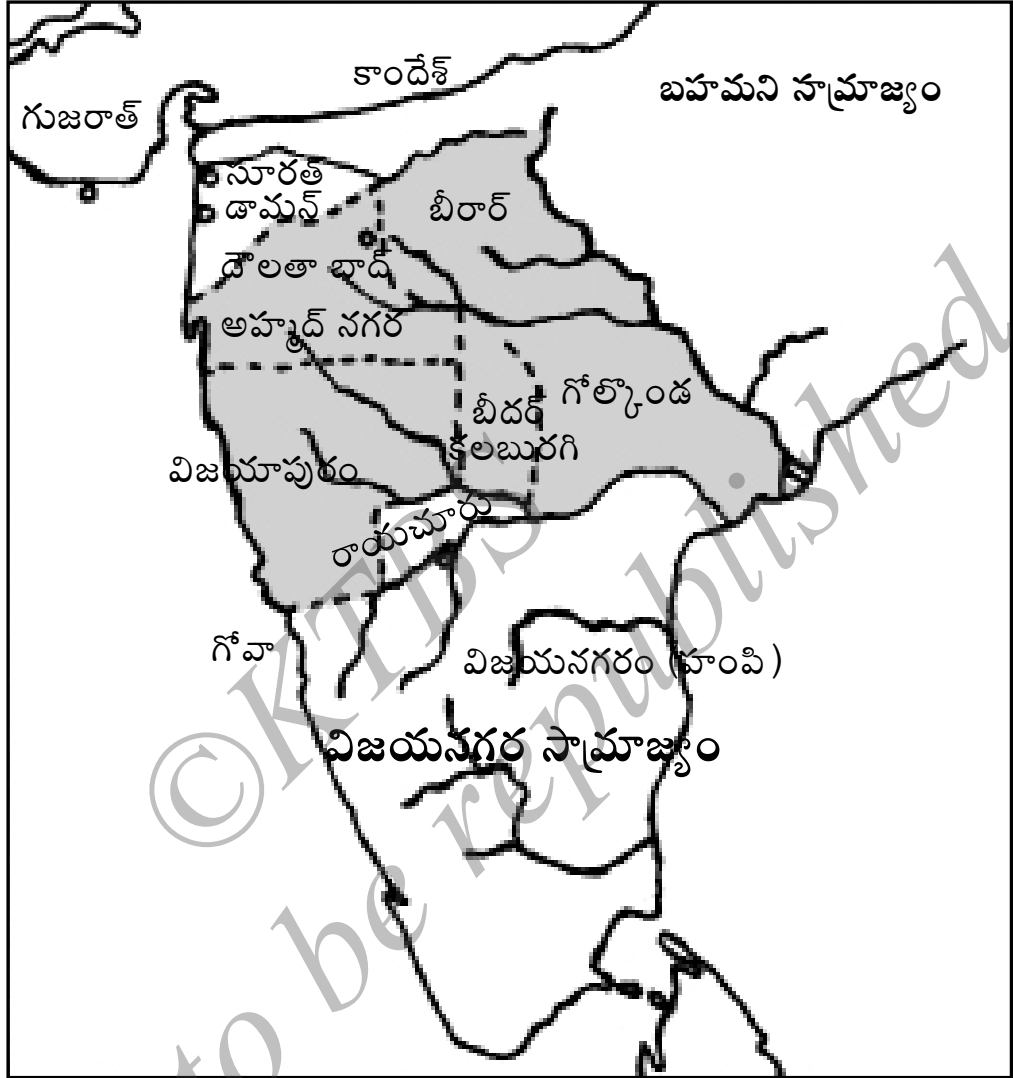 కాందేశ్
బహమని సామ్రాజ్యం
గుజరాత్
సూరత్
డామన్
బీరార్
దౌలతా బాద్
అహ్మద్ నగర
గోల్కొండ
బీదర్
కలబురగి
విజయాపురం
రాయచూరు
గోవా
విజయనగరం (హంపి)
విజయనగర సామ్రాజ్యం
©KTBS
to be republished